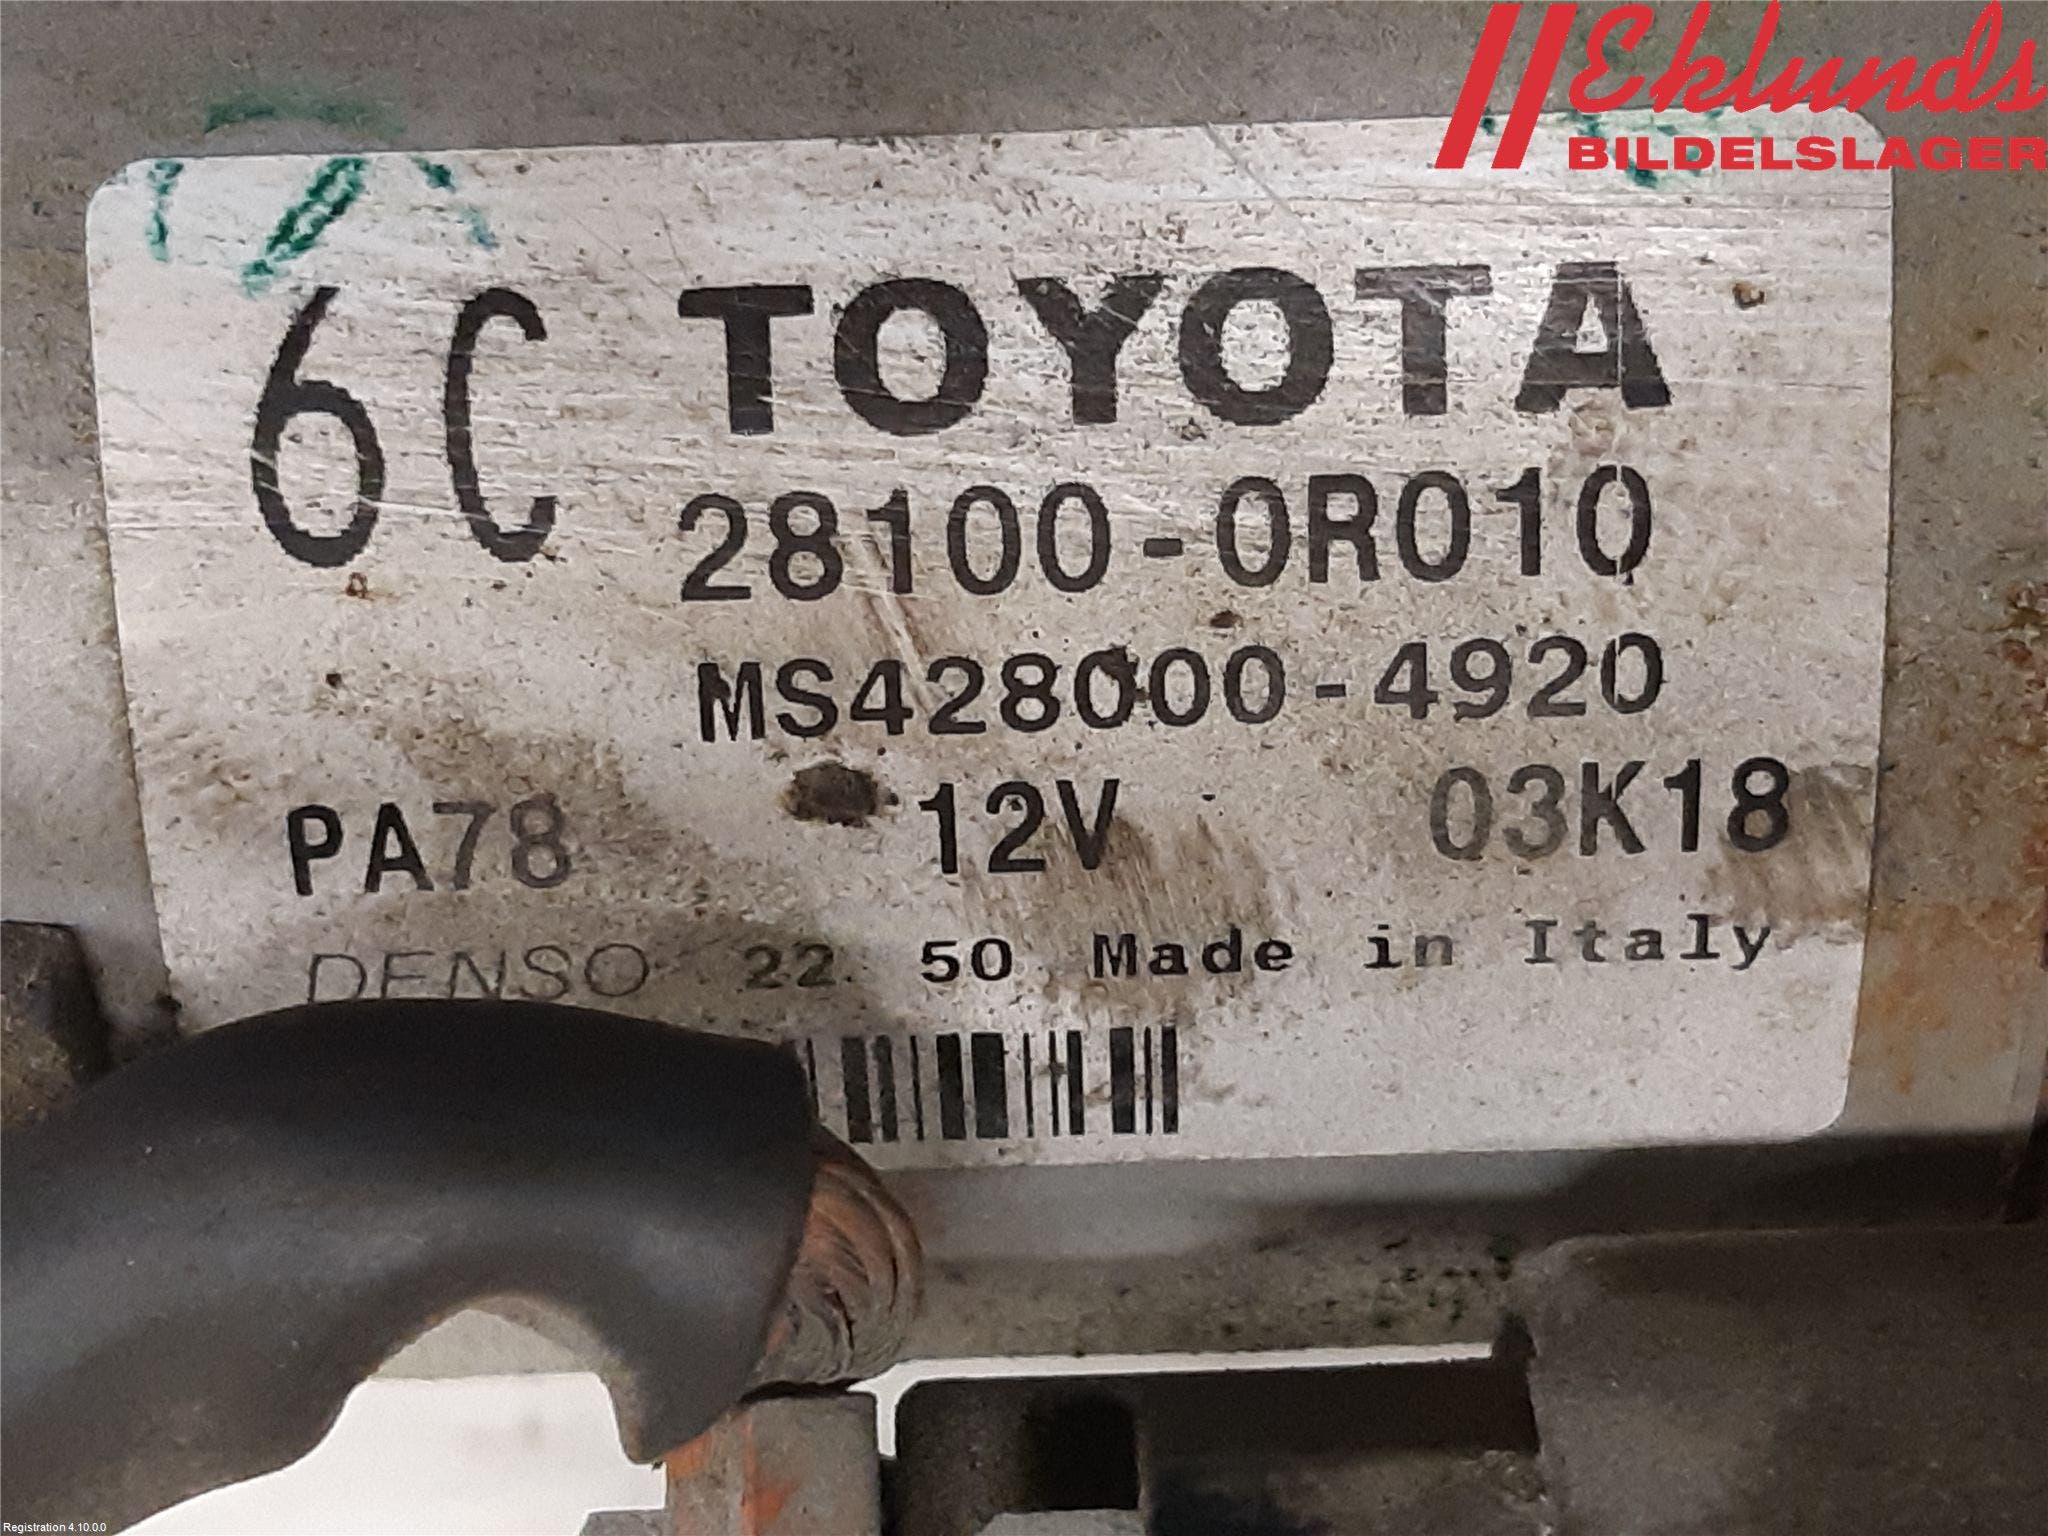 Eklunds
BILDELSLAGER
6C TOYOTA
28100-0R010
MS428000-4920
PA78 12V 03K18
DENSO 22 50 Made in Italy
Registration 4.10.0.0